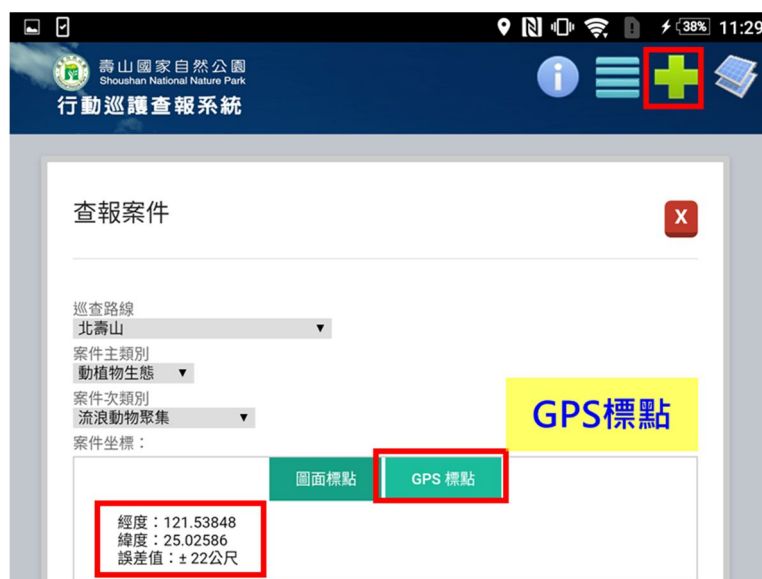 38% 11:29
壽山國家自然公園
Shoushan National Nature Park
行動巡護查報系統
查報案件
X
巡查路線
北壽山
案件主類別
動植物生態
案件次類別
流浪動物聚集
GPS標點
案件坐標：
圖面標點 GPS 標點
經度：121.53848
緯度：25.02586
誤差值：± 22公尺